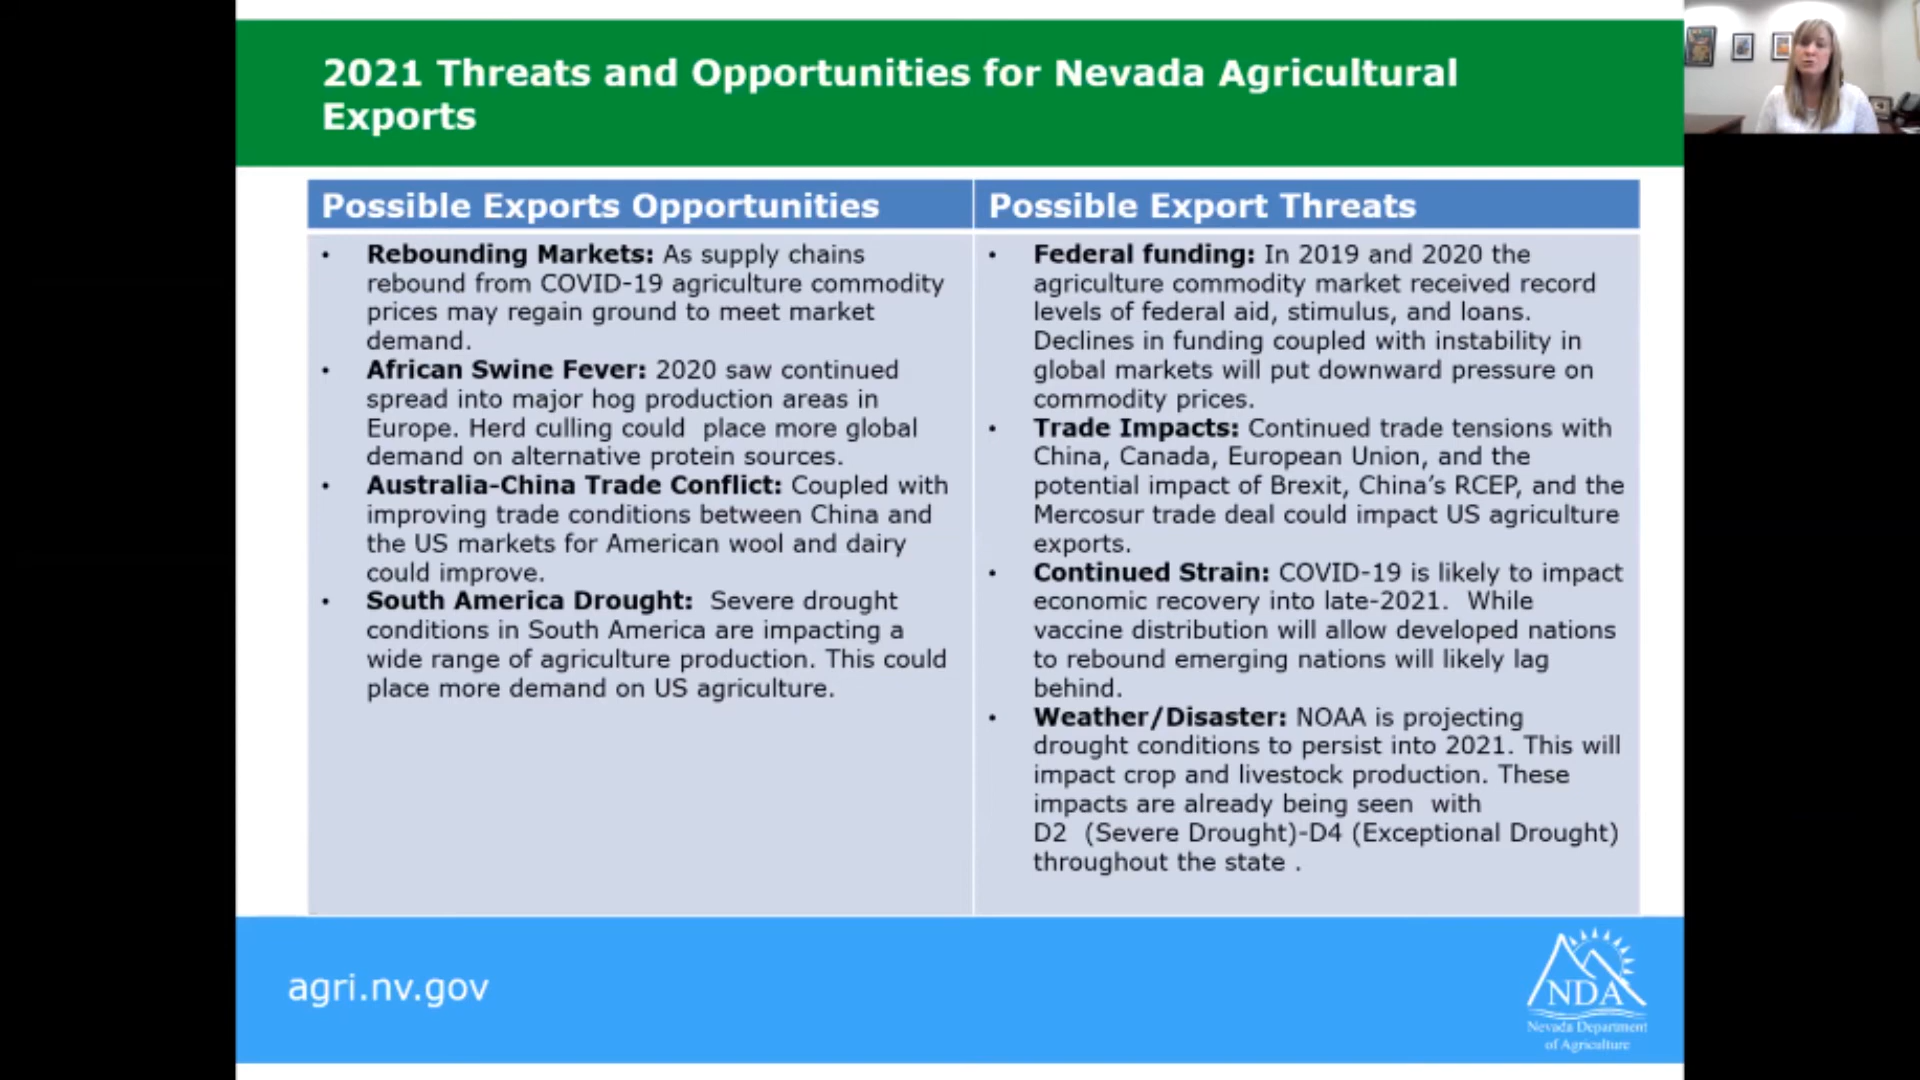 2021 Threats and Opportunities for Nevada Agricultural
Exports
Possible Exports Opportunities
• Rebounding Markets: As supply chains
rebound from COVID-19 agriculture commodity
prices may regain ground to meet market
demand.
• African Swine Fever: 2020 saw continued
spread into major hog production areas in
Europe. Herd culling could  place more global
demand on alternative protein sources.
• Australia-China Trade Conflict: Coupled with
improving trade conditions between China and
the US markets for American wool and dairy
could improve.
• South America Drought:  Severe drought
conditions in South America are impacting a
wide range of agriculture production. This could
place more demand on US agriculture.
Possible Export Threats
• Federal funding: In 2019 and 2020 the
agriculture commodity market received record
levels of federal aid, stimulus, and loans.
Declines in funding coupled with instability in
global markets will put downward pressure on
commodity prices.
• Trade Impacts: Continued trade tensions with
China, Canada, European Union, and the
potential impact of Brexit, China’s RCEP, and the
Mercosur trade deal could impact US agriculture
exports.
• Continued Strain: COVID-19 is likely to impact
economic recovery into late-2021.  While
vaccine distribution will allow developed nations
to rebound emerging nations will likely lag
behind.
• Weather/Disaster: NOAA is projecting
drought conditions to persist into 2021. This will
impact crop and livestock production. These
impacts are already being seen  with
D2  (Severe Drought)-D4 (Exceptional Drought)
throughout the state .
agri.nv.gov
NDA
Nevada Department
of Agriculture